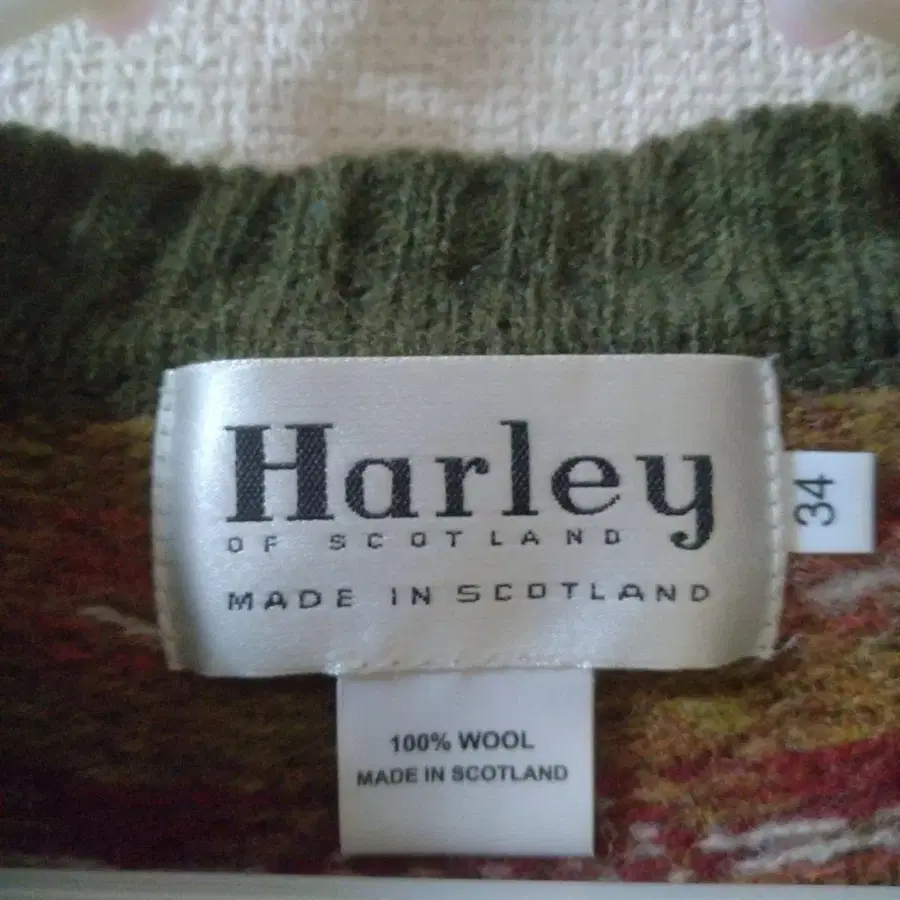 Harley
OF SCOTLAND
MADE IN SCOTLAND
34
100% WOOL
MADE IN SCOTLAND